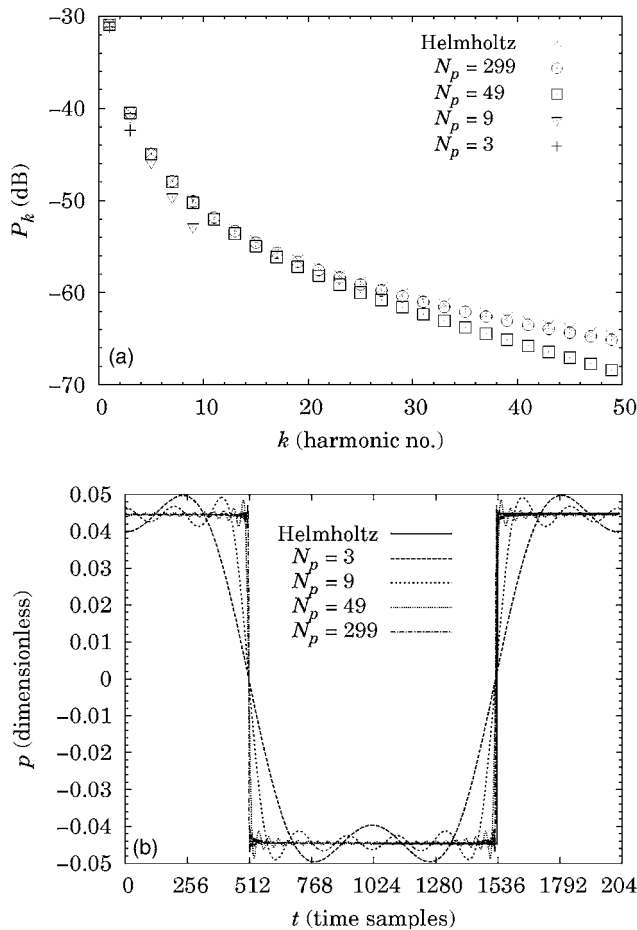 −30
−40
−50
−60
−70
P_k (dB)
Helmholtz
N_p = 299
N_p = 49
N_p = 9
N_p = 3
(a)
0 10 20 30 40 50
k (harmonic no.)
0.05
0.04
0.03
0.02
0.01
0
−0.01
−0.02
−0.03
−0.04
−0.05
p (dimensionless)
Helmholtz
N_p = 3
N_p = 9
N_p = 49
N_p = 299
(b)
0 256 512 768 1024 1280 1536 1792 204
t (time samples)